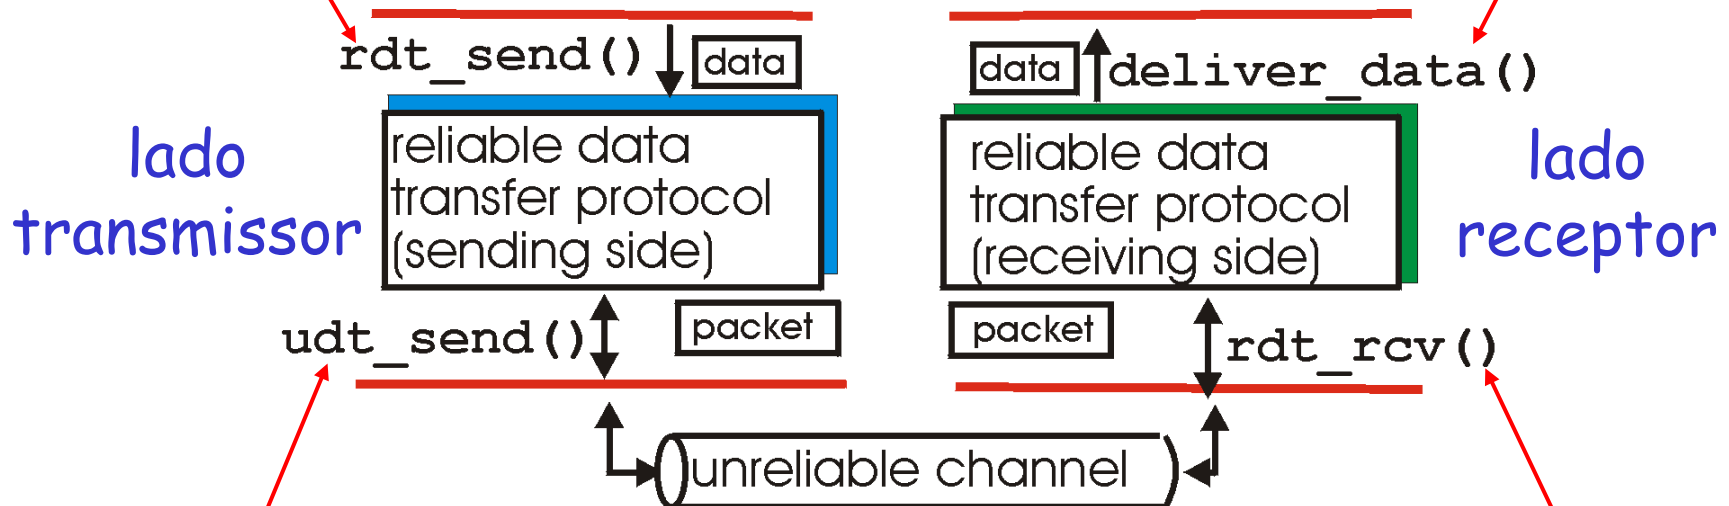 rdt_send()
data
data
deliver_data()
lado
transmissor
reliable data
transfer protocol
(sending side)
reliable data
transfer protocol
(receiving side)
lado
receptor
udt_send()
packet
packet
rdt_rcv()
unreliable channel